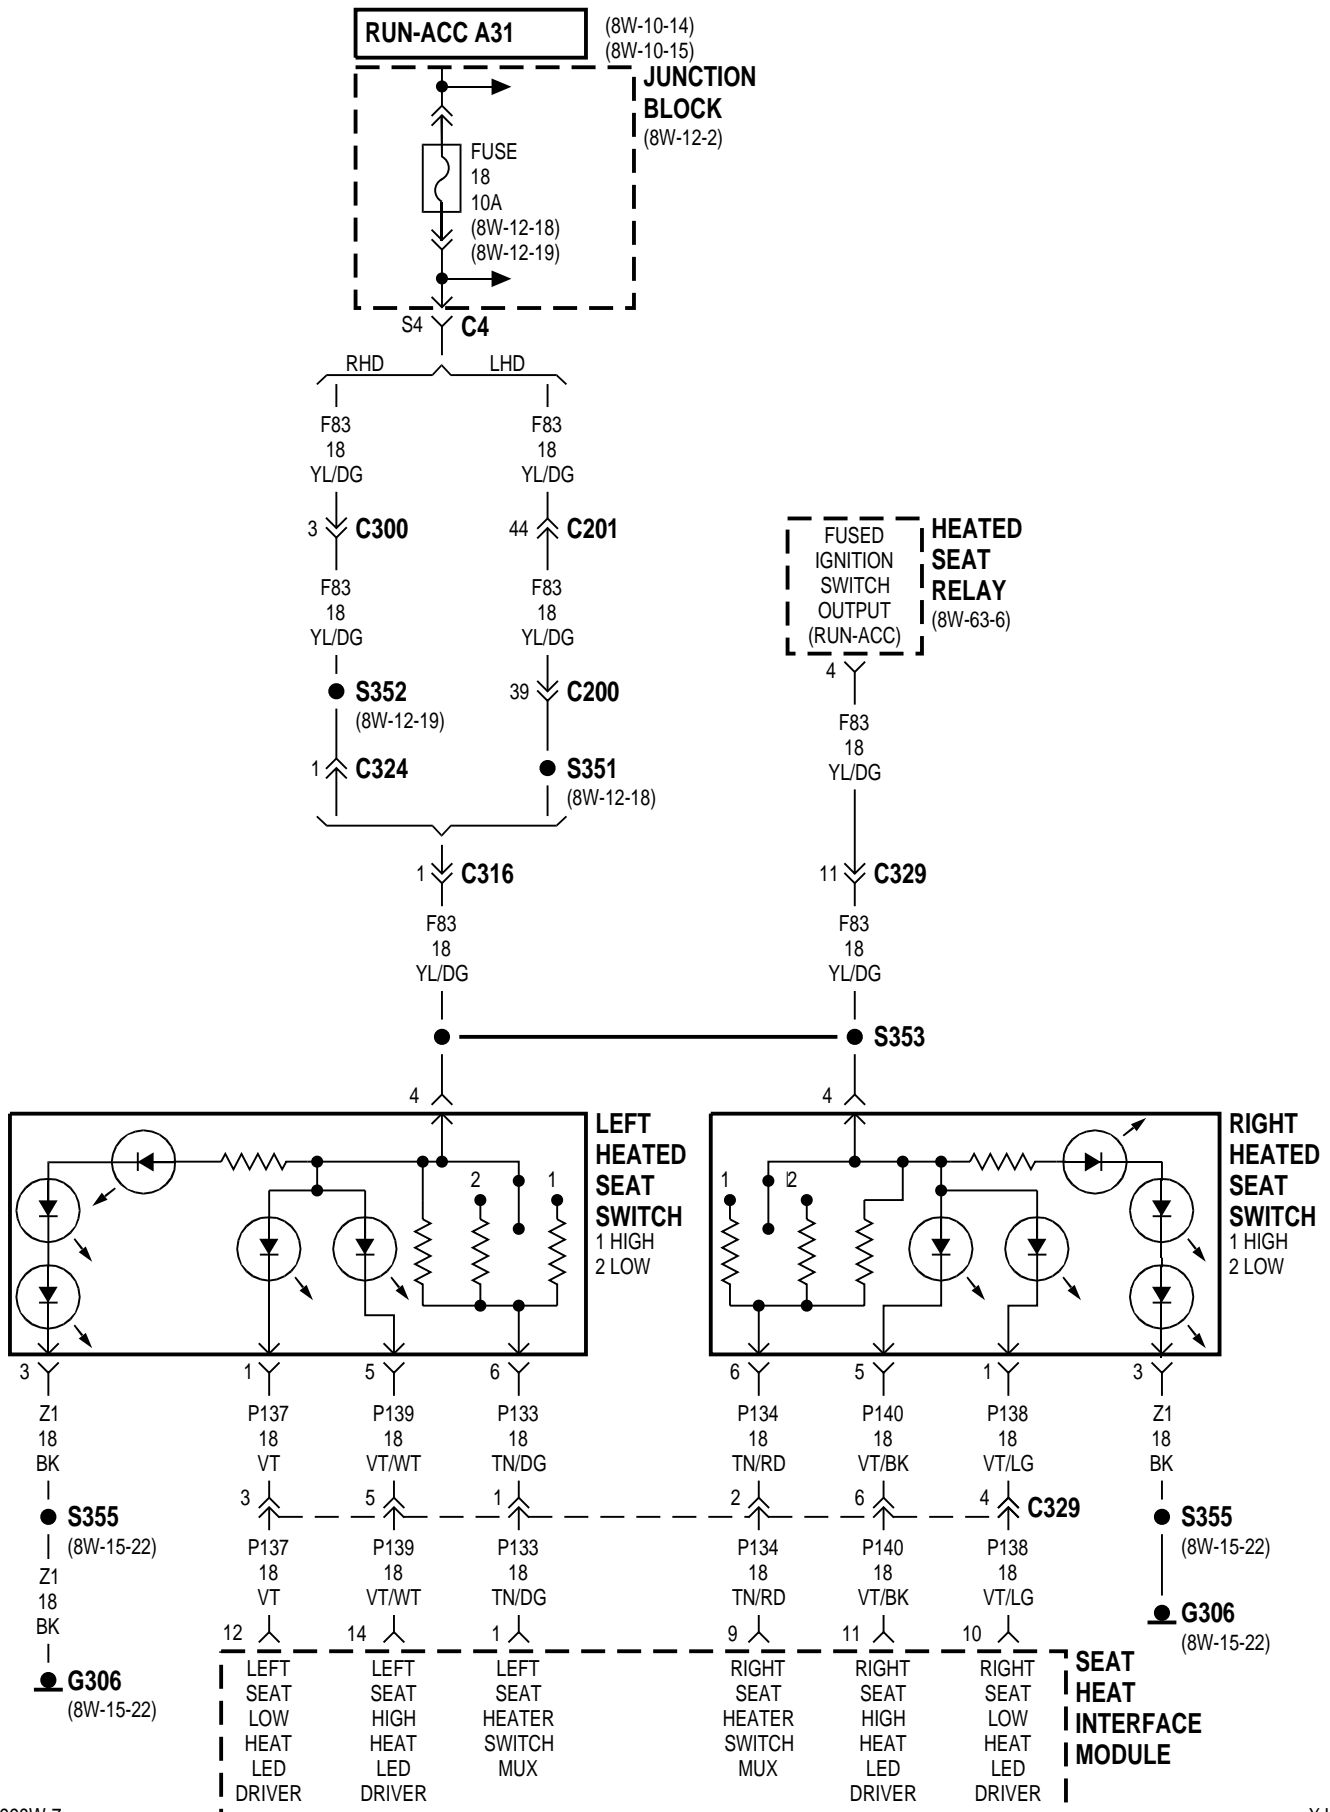 RUN-ACC A31
(8W-10-14)
(8W-10-15)
JUNCTION
BLOCK
(8W-12-2)
FUSE
18
10A
(8W-12-18)
(8W-12-19)
S4
C4
RHD
LHD
F83
18
YL/DG
F83
18
YL/DG
3
C300
44
C201
F83
18
YL/DG
F83
18
YL/DG
S352
(8W-12-19)
39
C200
1
C324
S351
(8W-12-18)
FUSED
IGNITION
SWITCH
OUTPUT
(RUN-ACC)
HEATED
SEAT
RELAY
(8W-63-6)
4
F83
18
YL/DG
1
C316
11
C329
F83
18
YL/DG
F83
18
YL/DG
S353
4
4
LEFT
HEATED
SEAT
SWITCH
1 HIGH
2 LOW
2
1
1
2
RIGHT
HEATED
SEAT
SWITCH
1 HIGH
2 LOW
3
1
5
6
6
5
1
3
Z1
18
BK
P137
18
VT
P139
18
VT/WT
P133
18
TN/DG
P134
18
TN/RD
P140
18
VT/BK
P138
18
VT/LG
Z1
18
BK
3
5
1
2
6
4
C329
S355
(8W-15-22)
S355
(8W-15-22)
Z1
18
BK
P137
18
VT
P139
18
VT/WT
P133
18
TN/DG
P134
18
TN/RD
P140
18
VT/BK
P138
18
VT/LG
G306
(8W-15-22)
G306
(8W-15-22)
12
14
1
9
11
10
LEFT
SEAT
LOW
HEAT
LED
DRIVER
LEFT
SEAT
HIGH
HEAT
LED
DRIVER
LEFT
SEAT
HEATER
SWITCH
MUX
RIGHT
SEAT
HEATER
SWITCH
MUX
RIGHT
SEAT
HIGH
HEAT
LED
DRIVER
RIGHT
SEAT
LOW
HEAT
LED
DRIVER
SEAT
HEAT
INTERFACE
MODULE